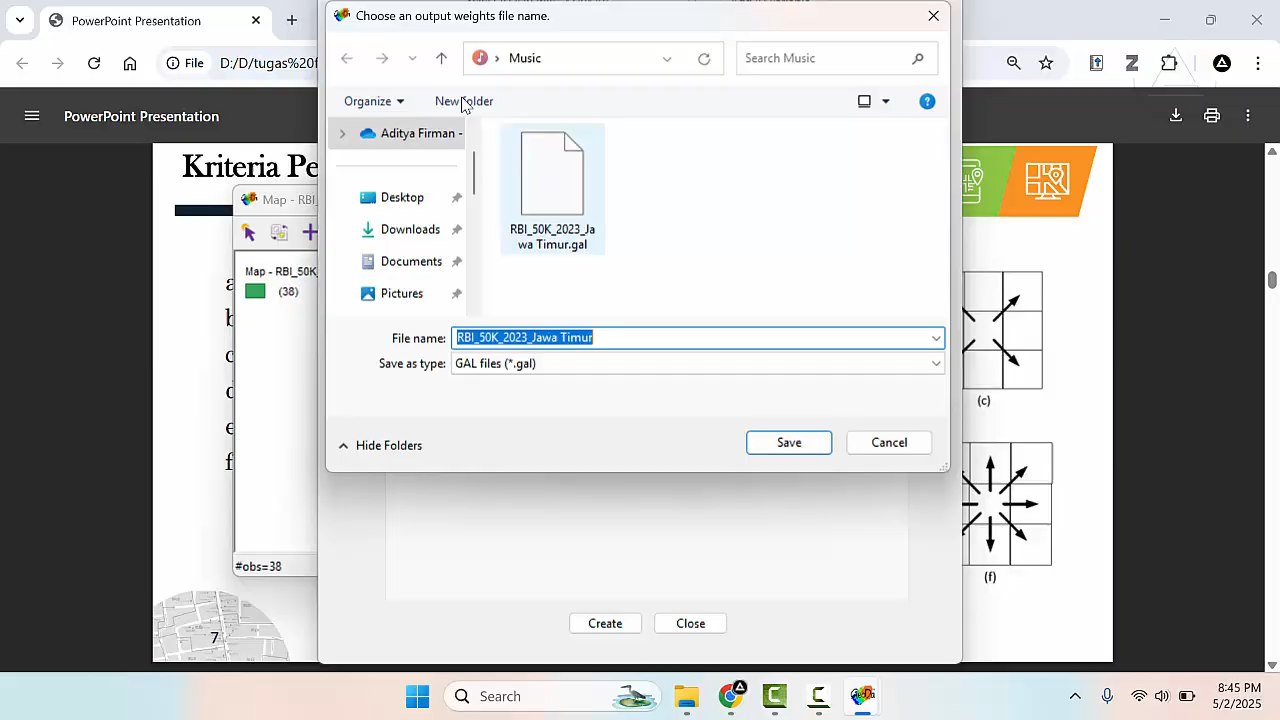 PowerPoint Presentation
Choose an output weights file name.
File
D:/D/tugas%20f
Music
Search Music
PowerPoint Presentation
Organize
New folder
Aditya Firman -
Desktop
Downloads
Documents
Pictures
RBI_50K_2023_Ja
wa Timur.gal
File name:
RBI_50K_2023_Jawa Timur
Save as type:
GAL files (*.gal)
Hide Folders
Save
Cancel
Kriteria Pe
Map - RBI_
Map - RBI_50K
(38)
a
b
c
d
e
f
#obs=38
(c)
(f)
7
Create
Close
Search
8:45 PM
5/2/2025